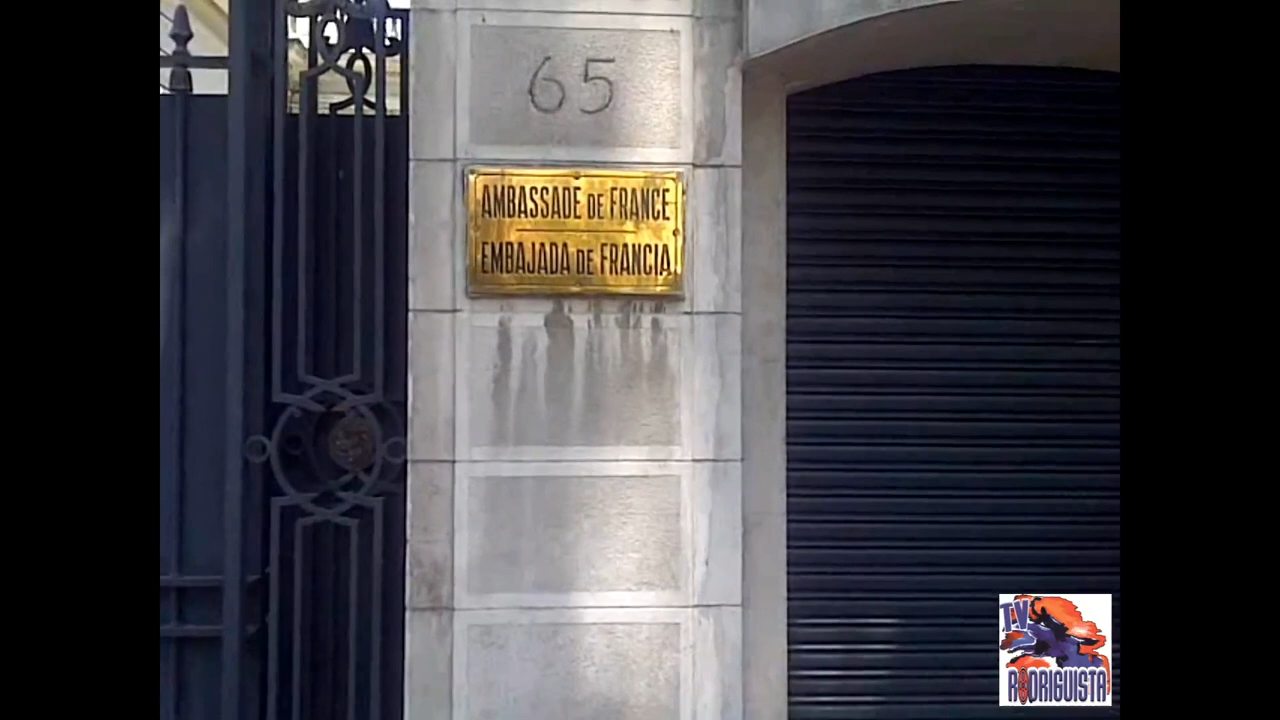 65
AMBASSADE DE FRANCE
EMBAJADA DE FRANCIA
TV
RODRIGUISTA